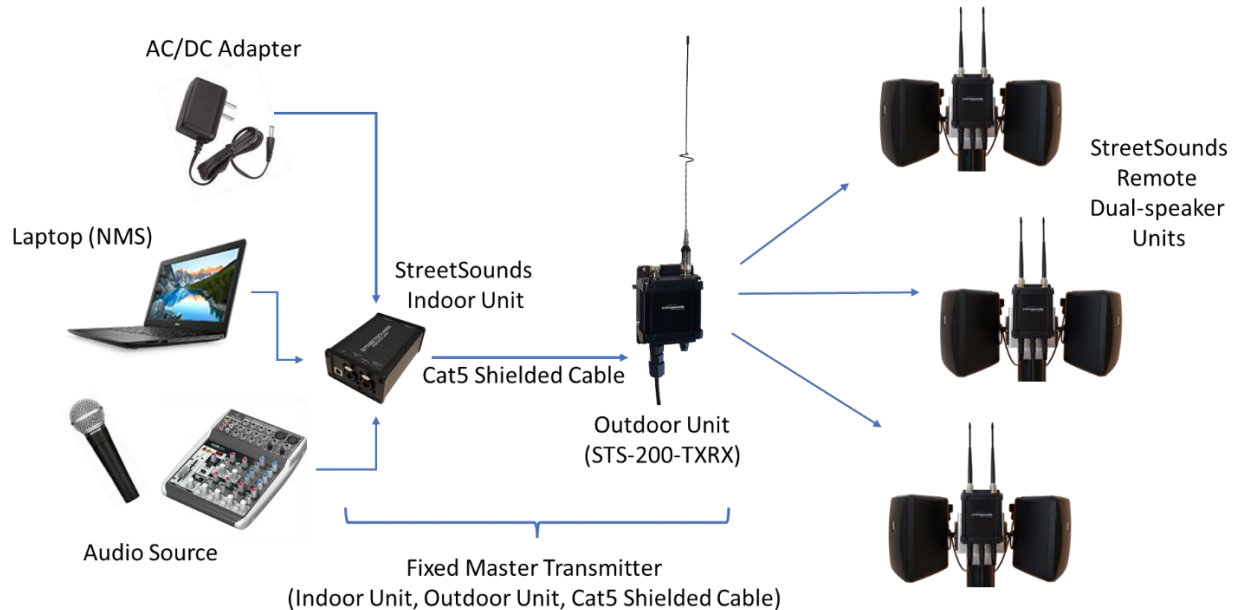 AC/DC Adapter
Laptop (NMS)
StreetSounds
Indoor Unit
Cat5 Shielded Cable
Outdoor Unit
(STS-200-TXRX)
StreetSounds
Remote
Dual-speaker
Units
Audio Source
Fixed Master Transmitter
(Indoor Unit, Outdoor Unit, Cat5 Shielded Cable)